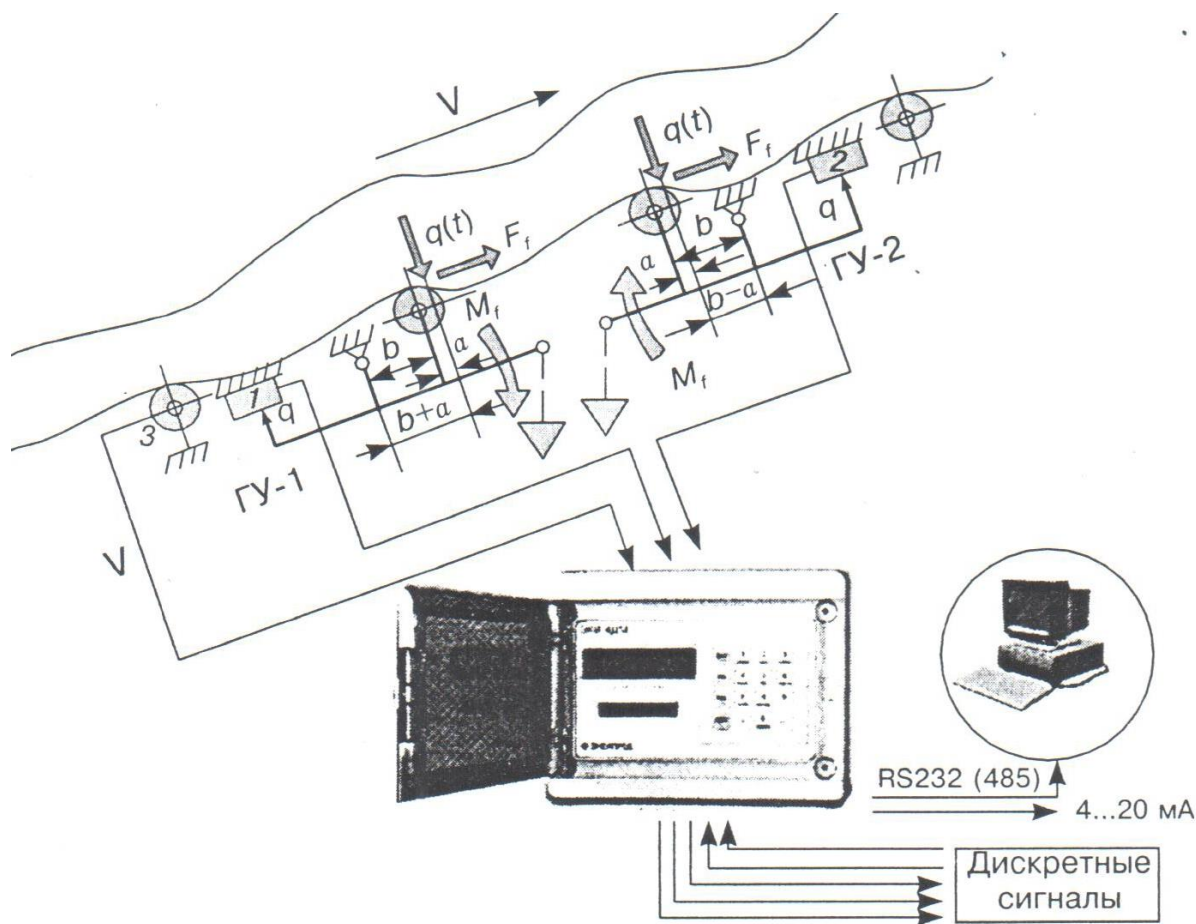 V
q(t)
F_f
2
q
b
a
ГУ-2
b−a
M_f
q(t)
F_f
M_f
b
a
1
q
b+a
3
ГУ-1
V
RS232 (485)
4...20 мА
Дискретные
сигналы